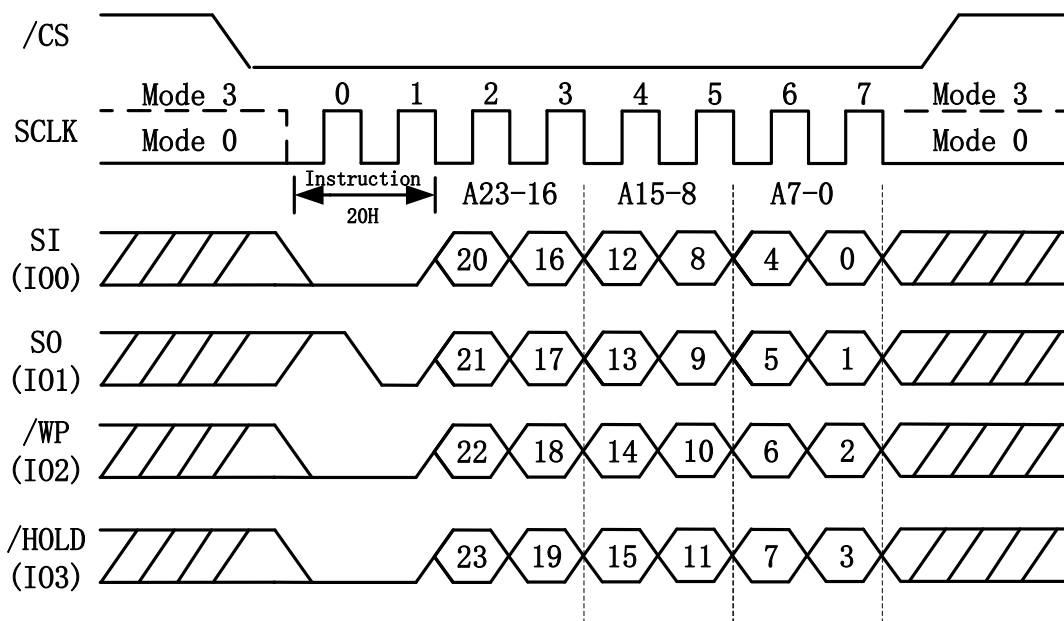 /CS
Mode 3 0 1 2 3 4 5 6 7 Mode 3
SCLK
Mode 0 Mode 0
Instruction A23-16 A15-8 A7-0
20H
SI
(IO0)
20 16 12 8 4 0
SO
(IO1)
21 17 13 9 5 1
/WP
(IO2)
22 18 14 10 6 2
/HOLD
(IO3)
23 19 15 11 7 3